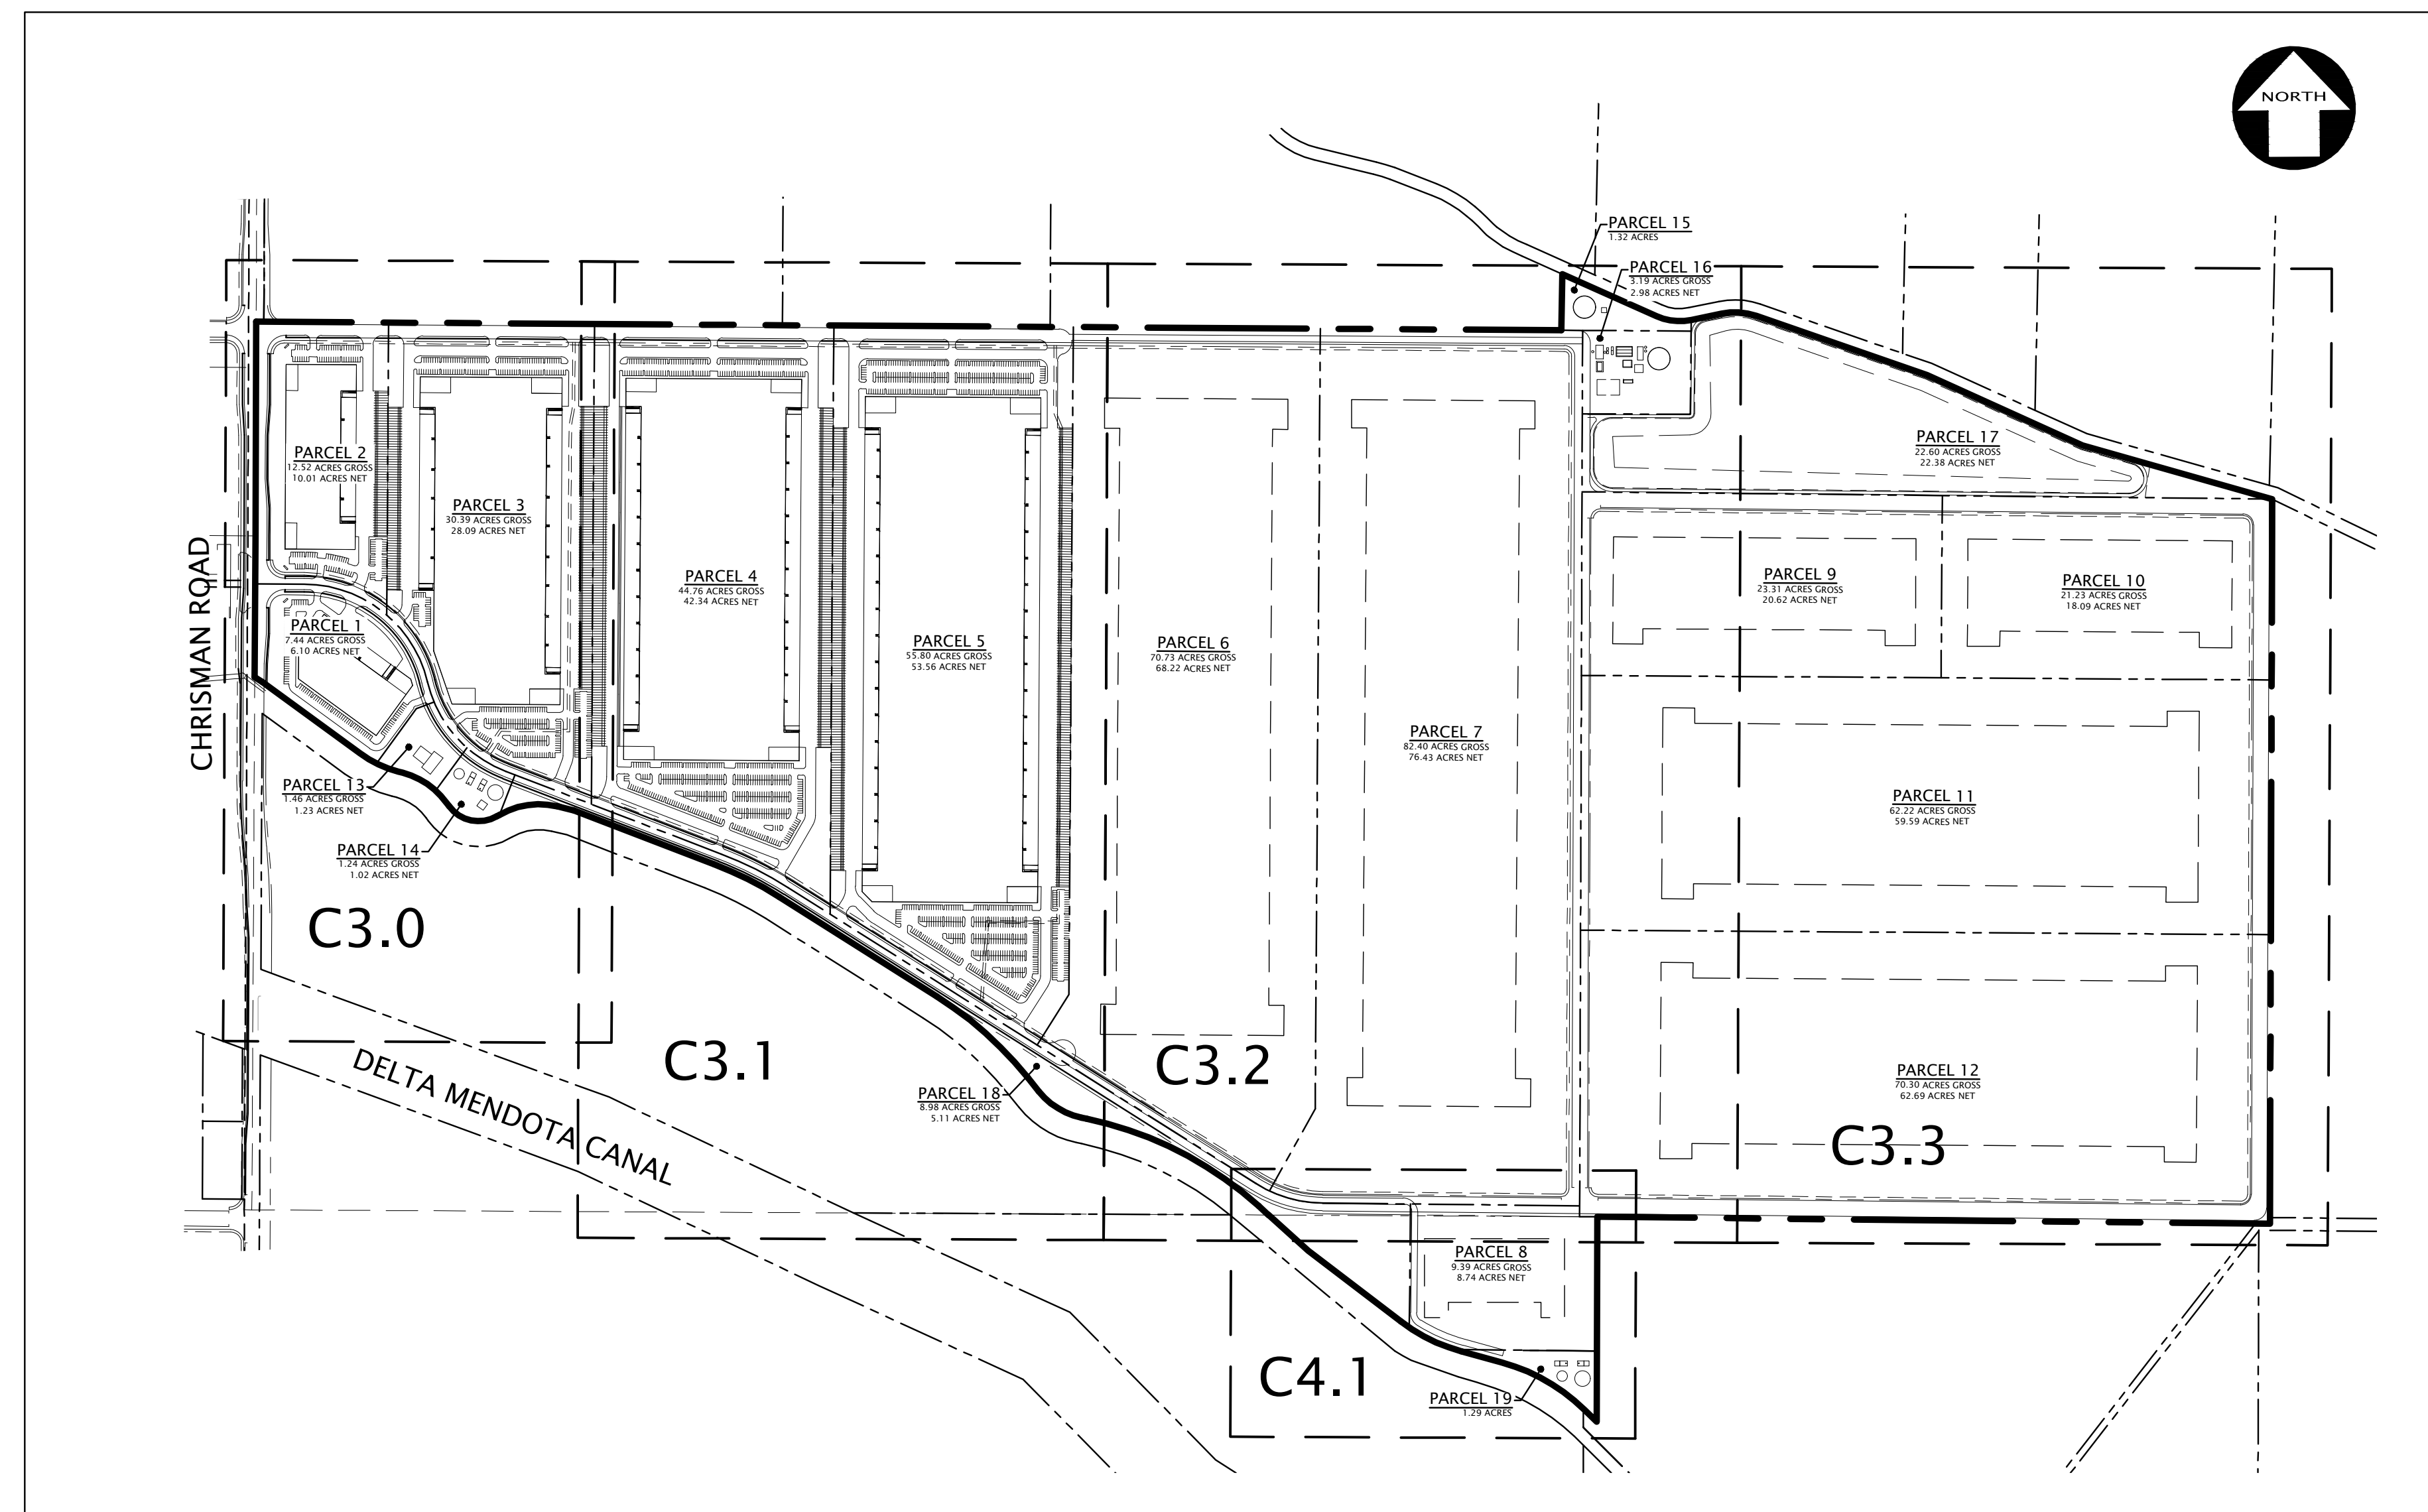 NORTH
PARCEL 15
1.32 ACRES
PARCEL 16
3.19 ACRES GROSS
2.98 ACRES NET
PARCEL 17
22.60 ACRES GROSS
22.38 ACRES NET
PARCEL 2
12.52 ACRES GROSS
10.01 ACRES NET
PARCEL 3
30.39 ACRES GROSS
28.09 ACRES NET
PARCEL 4
44.76 ACRES GROSS
42.34 ACRES NET
PARCEL 9
23.31 ACRES GROSS
20.62 ACRES NET
PARCEL 10
21.23 ACRES GROSS
18.09 ACRES NET
CHRISMAN ROAD
PARCEL 1
7.44 ACRES GROSS
6.10 ACRES NET
PARCEL 5
55.80 ACRES GROSS
53.56 ACRES NET
PARCEL 6
70.73 ACRES GROSS
68.22 ACRES NET
PARCEL 7
82.40 ACRES GROSS
76.43 ACRES NET
PARCEL 13
1.46 ACRES GROSS
1.23 ACRES NET
PARCEL 11
62.22 ACRES GROSS
59.59 ACRES NET
PARCEL 14
1.24 ACRES GROSS
1.02 ACRES NET
C3.0
C3.1
C3.2
DELTA MENDOTA CANAL
PARCEL 18
8.98 ACRES GROSS
5.11 ACRES NET
PARCEL 12
70.30 ACRES GROSS
62.69 ACRES NET
C3.3
PARCEL 8
9.39 ACRES GROSS
8.74 ACRES NET
C4.1
PARCEL 19
1.29 ACRES